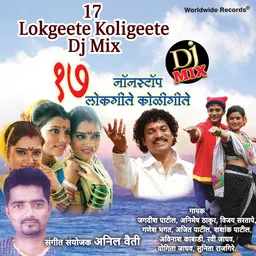 Worldwide Records®
17
Lokgeete Koligeete
Dj Mix
Dj
MIX
१७
नॉनस्टॉप
लोकगीते कोळीगीते
गायक
जगदीश पाटील, अनिमेष ठाकुर, विजय सरतापे,
गणेश भगत, अजित पाटील, शशांक पाटील,
अविनाश काबाडी, रवी जाधव,
योगिता जाधव, सुनिता राजगिरे.
संगीत संयोजक अनिल वैती